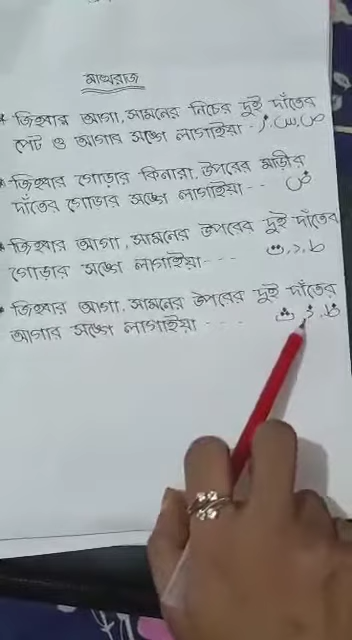 মাখরাজ
* জিহ্বার আগা, সামনের নিচের দুই দাঁতের
পেট ও আগার সঙ্গে লাগাইয়া - ز, س, ص
* জিহ্বার গোড়ার কিনারা, উপরের মাড়ীর
দাঁতের গোড়ার সঙ্গে লাগাইয়া - - ض
* জিহ্বার আগা, সামনের উপরের দুই দাঁতের
গোড়ার সঙ্গে লাগাইয়া - - - ت, د, ط
* জিহ্বার আগা, সামনের উপরের দুই দাঁতের
আগার সঙ্গে লাগাইয়া - - - - ث, ذ, ظ